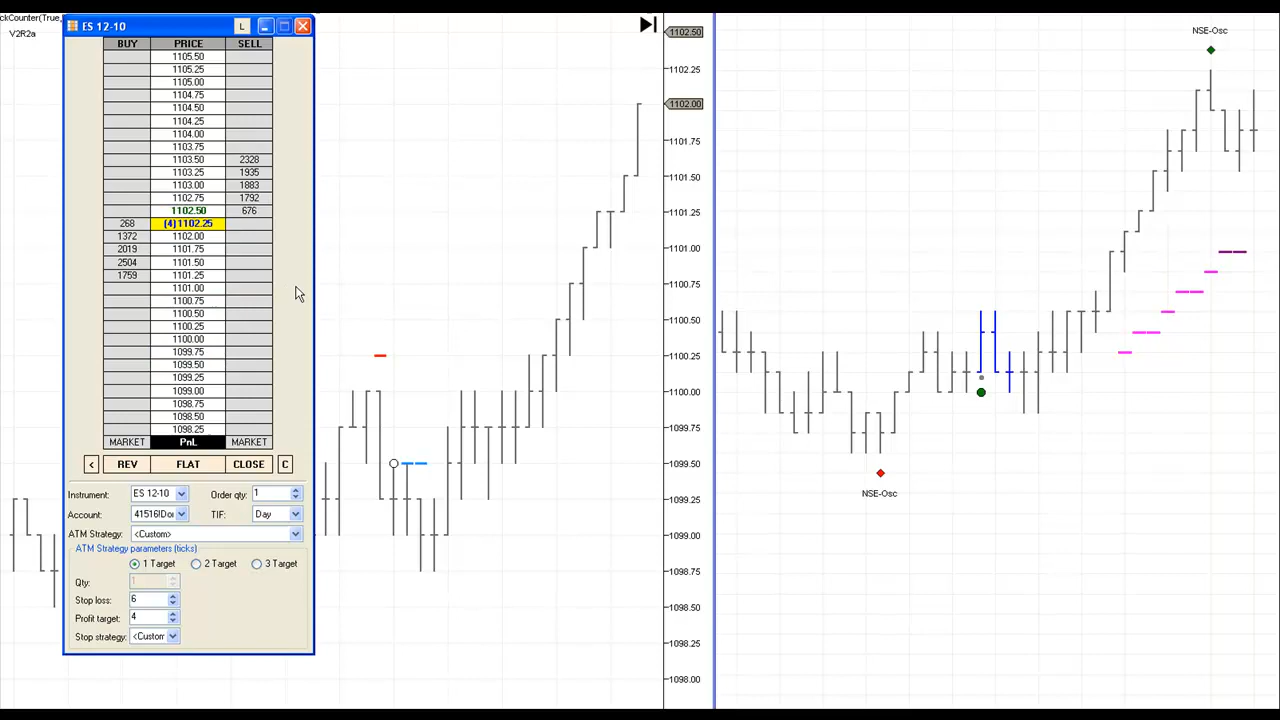 ckCounter(True,
V2R2a
ES 12-10
L
BUY PRICE SELL
1105.50
1105.25
1105.00
1104.75
1104.50
1104.25
1104.00
1103.75
1103.50 2328
1103.25 1935
1103.00 1883
1102.75 1792
1102.50 676
268 (4) 1102.25
1372 1102.00
2019 1101.75
2504 1101.50
1759 1101.25
1101.00
1100.75
1100.50
1100.25
1100.00
1099.75
1099.50
1099.25
1099.00
1098.75
1098.50
1098.25
MARKET PnL MARKET
< REV FLAT CLOSE C
Instrument: ES 12-10 Order qty: 1
Account: 41516IDo TIF: Day
ATM Strategy: <Custom>
ATM Strategy parameters (ticks)
1 Target 2 Target 3 Target
Qty: 1
Stop loss: 6
Profit target: 4
Stop strategy: <Custom
1102.50
1102.25
1102.00
1101.75
1101.50
1101.25
1101.00
1100.75
1100.50
1100.25
1100.00
1099.75
1099.50
1099.25
1099.00
1098.75
1098.50
1098.25
1098.00
NSE-Osc
NSE-Osc